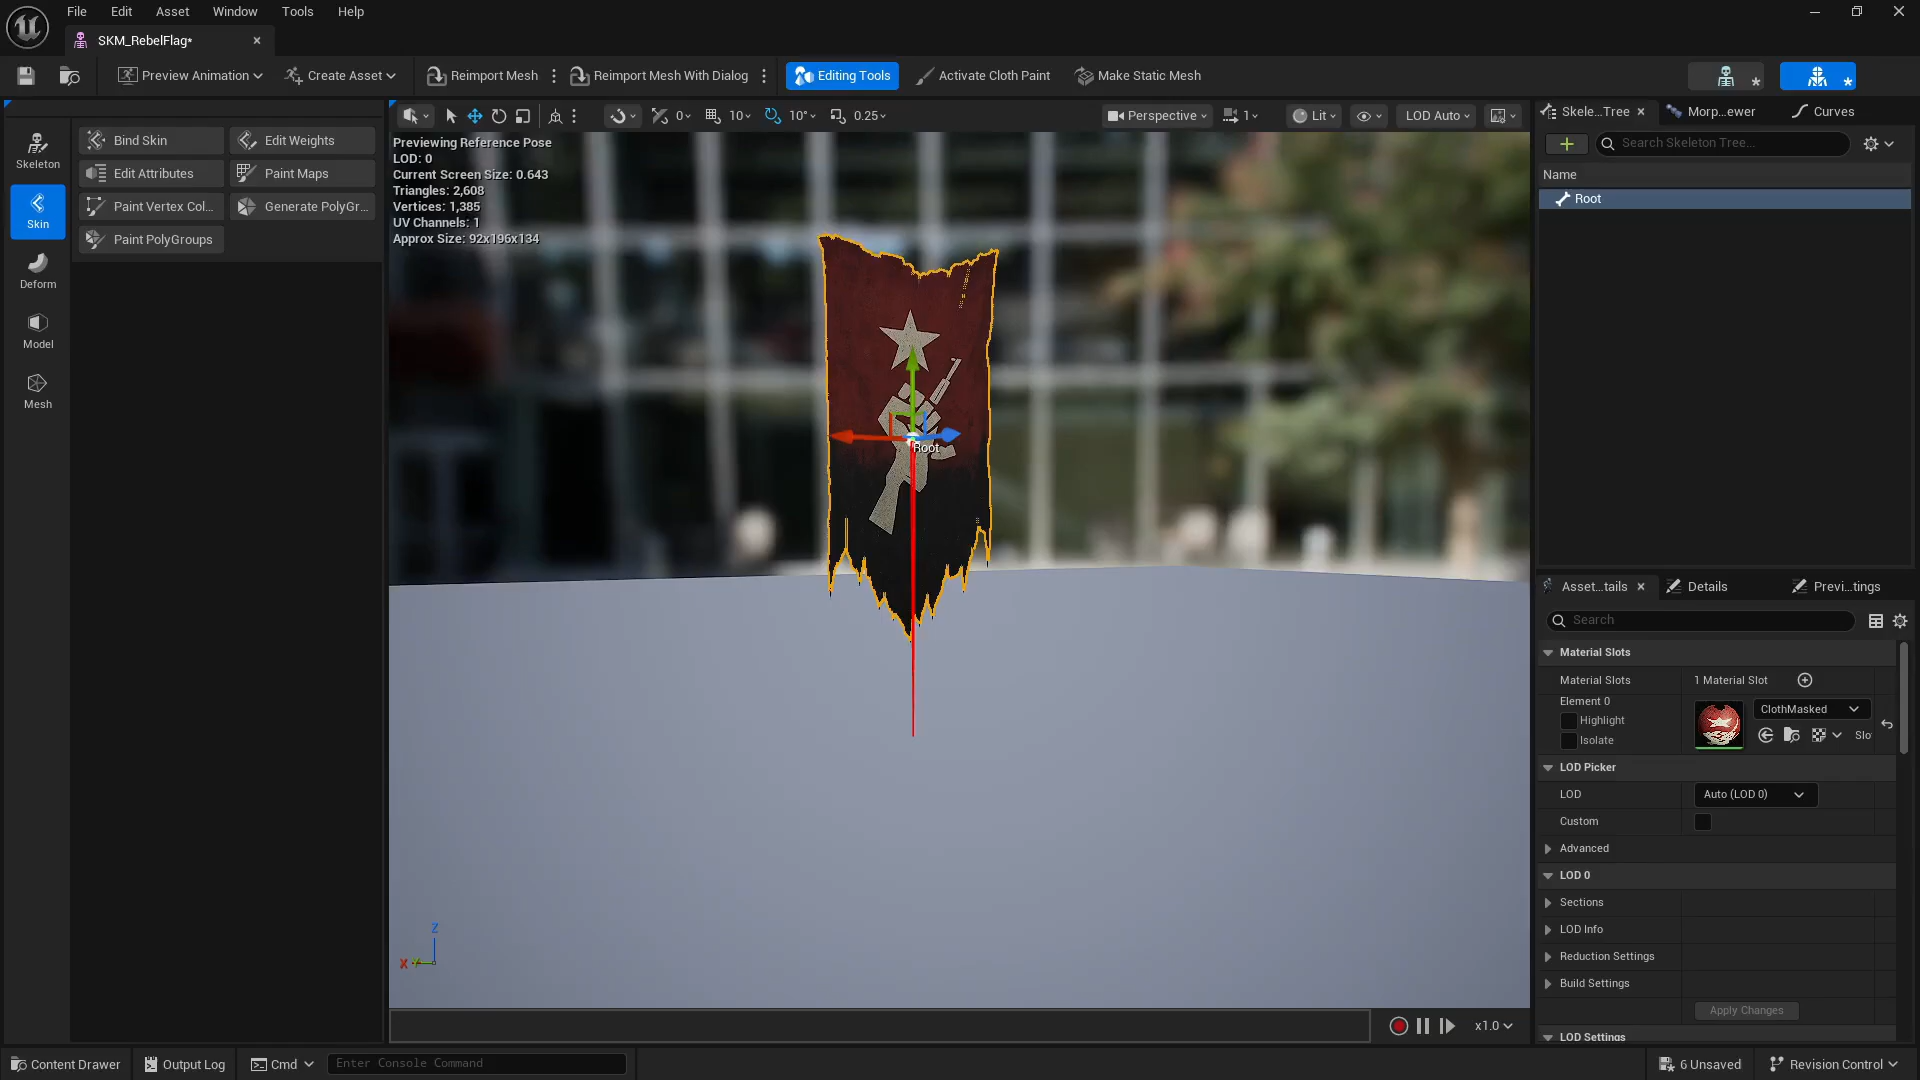 File Edit Asset Window Tools Help
SKM_RebelFlag*
Preview Animation Create Asset Reimport Mesh Reimport Mesh With Dialog Editing Tools Activate Cloth Paint Make Static Mesh
Skeleton
Skin
Deform
Model
Mesh
Bind Skin Edit Weights
Edit Attributes Paint Maps
Paint Vertex Col... Generate PolyGr...
Paint PolyGroups
0 10 10° 0.25 Perspective 1 Lit LOD Auto
Previewing Reference Pose
LOD: 0
Current Screen Size: 0.643
Triangles: 2,608
Vertices: 1,385
UV Channels: 1
Approx Size: 92x196x134
Root
Z
X Y
x1.0
Skele...Tree Morp...ewer Curves
Search Skeleton Tree...
Name
Root
Asset...tails Details Previ...tings
Search
Material Slots
Material Slots 1 Material Slot
Element 0
Highlight
Isolate
ClothMasked
Slo
LOD Picker
LOD Auto (LOD 0)
Custom
Advanced
LOD 0
Sections
LOD Info
Reduction Settings
Build Settings
Apply Changes
LOD Settings
Content Drawer Output Log Cmd Enter Console Command 6 Unsaved Revision Control